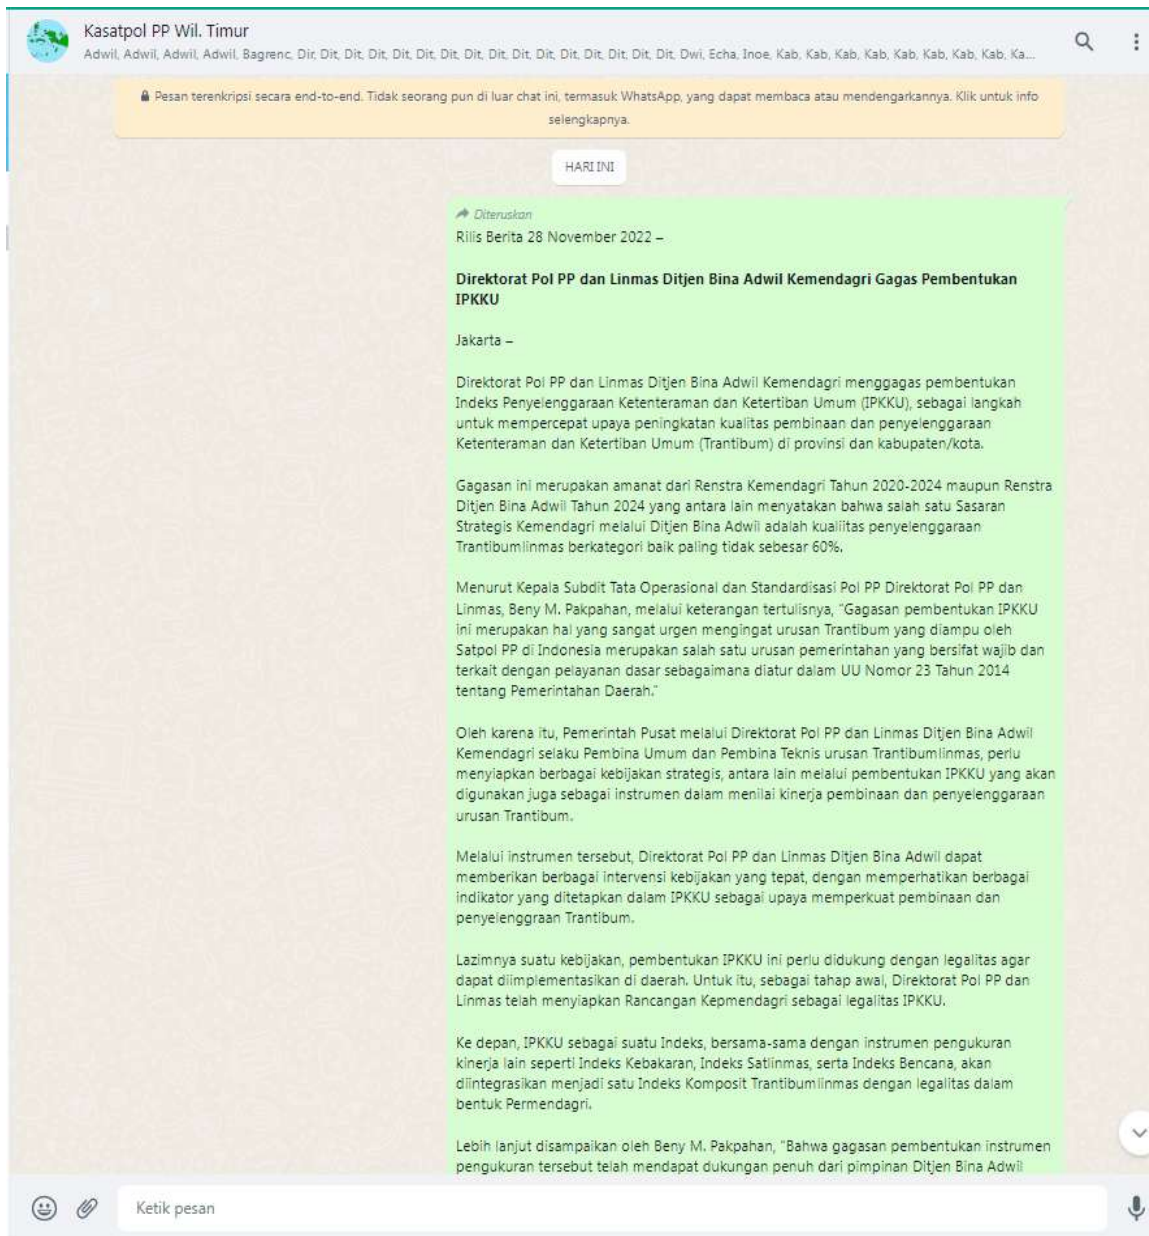 Kasatpol PP Wil. Timur
Adwil, Adwil, Adwil, Adwil, Bagrenc, Dir, Dit, Dit, Dit, Dit, Dit, Dit, Dit, Dit, Dit, Dit, Dit, Dit, Dit, Dit, Dit, Dwi, Echa, Inoe, Kab, Kab, Kab, Kab, Kab, Kab, Kab, Kab, Ka...
Pesan terenkripsi secara end-to-end. Tidak seorang pun di luar chat ini, termasuk WhatsApp, yang dapat membaca atau mendengarkannya. Klik untuk info
selengkapnya.
HARI INI
Diteruskan
Rilis Berita 28 November 2022 –
Direktorat Pol PP dan Linmas Ditjen Bina Adwil Kemendagri Gagas Pembentukan
IPKKU
Jakarta –
Direktorat Pol PP dan Linmas Ditjen Bina Adwil Kemendagri menggagas pembentukan
Indeks Penyelenggaraan Ketenteraman dan Ketertiban Umum (IPKKU), sebagai langkah
untuk mempercepat upaya peningkatan kualitas pembinaan dan penyelenggaraan
Ketenteraman dan Ketertiban Umum (Trantibum) di provinsi dan kabupaten/kota.
Gagasan ini merupakan amanat dari Renstra Kemendagri Tahun 2020-2024 maupun Renstra
Ditjen Bina Adwil Tahun 2024 yang antara lain menyatakan bahwa salah satu Sasaran
Strategis Kemendagri melalui Ditjen Bina Adwil adalah kualiitas penyelenggaraan
Trantibumlinmas berkategori baik paling tidak sebesar 60%.
Menurut Kepala Subdit Tata Operasional dan Standardisasi Pol PP Direktorat Pol PP dan
Linmas, Beny M. Pakpahan, melalui keterangan tertulisnya, "Gagasan pembentukan IPKKU
ini merupakan hal yang sangat urgen mengingat urusan Trantibum yang diampu oleh
Satpol PP di Indonesia merupakan salah satu urusan pemerintahan yang bersifat wajib dan
terkait dengan pelayanan dasar sebagaimana diatur dalam UU Nomor 23 Tahun 2014
tentang Pemerintahan Daerah."
Oleh karena itu, Pemerintah Pusat melalui Direktorat Pol PP dan Linmas Ditjen Bina Adwil
Kemendagri selaku Pembina Umum dan Pembina Teknis urusan Trantibumlinmas, perlu
menyiapkan berbagai kebijakan strategis, antara lain melalui pembentukan IPKKU yang akan
digunakan juga sebagai instrumen dalam menilai kinerja pembinaan dan penyelenggaraan
urusan Trantibum.
Melalui instrumen tersebut, Direktorat Pol PP dan Linmas Ditjen Bina Adwil dapat
memberikan berbagai intervensi kebijakan yang tepat, dengan memperhatikan berbagai
indikator yang ditetapkan dalam IPKKU sebagai upaya memperkuat pembinaan dan
penyelenggraan Trantibum.
Lazimnya suatu kebijakan, pembentukan IPKKU ini perlu didukung dengan legalitas agar
dapat diimplementasikan di daerah. Untuk itu, sebagai tahap awal, Direktorat Pol PP dan
Linmas telah menyiapkan Rancangan Kepmendagri sebagai legalitas IPKKU.
Ke depan, IPKKU sebagai suatu Indeks, bersama-sama dengan instrumen pengukuran
kinerja lain seperti Indeks Kebakaran, Indeks Satlinmas, serta Indeks Bencana, akan
diintegrasikan menjadi satu Indeks Komposit Trantibumlinmas dengan legalitas dalam
bentuk Permendagri.
Lebih lanjut disampaikan oleh Beny M. Pakpahan, "Bahwa gagasan pembentukan instrumen
pengukuran tersebut telah mendapat dukungan penuh dari pimpinan Ditjen Bina Adwil
Ketik pesan